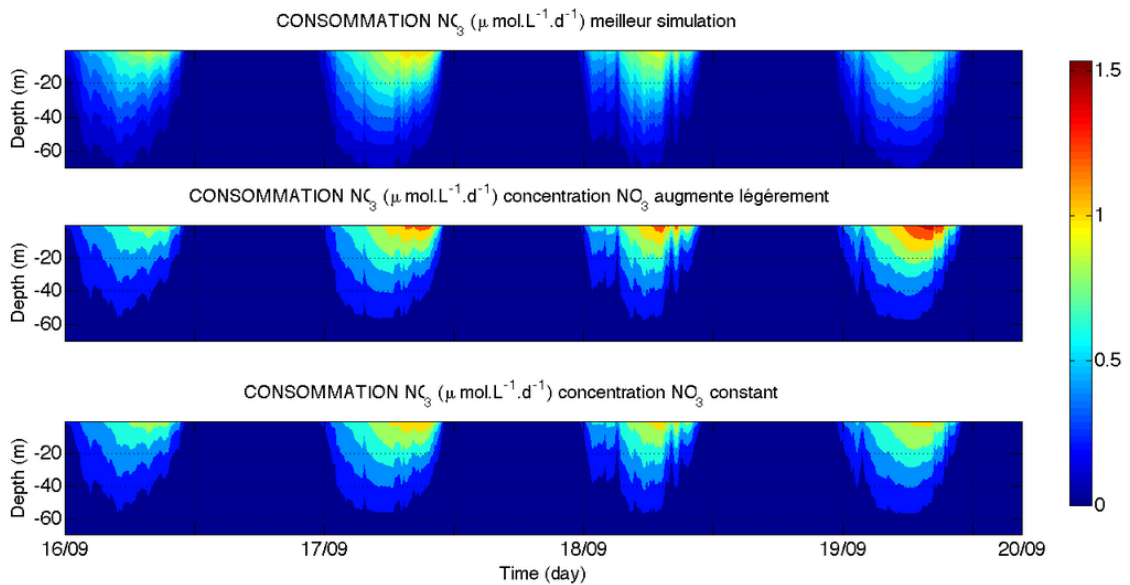 CONSOMMATION NO3 (μ mol.L-1.d-1) meilleur simulation
Depth (m)
-20
-40
-60
CONSOMMATION NO3 (μ mol.L-1.d-1) concentration NO3 augmente légérement
Depth (m)
-20
-40
-60
CONSOMMATION NO3 (μ mol.L-1.d-1) concentration NO3 constant
Depth (m)
-20
-40
-60
16/09 17/09 18/09 19/09 20/09
Time (day)
1.5
1
0.5
0